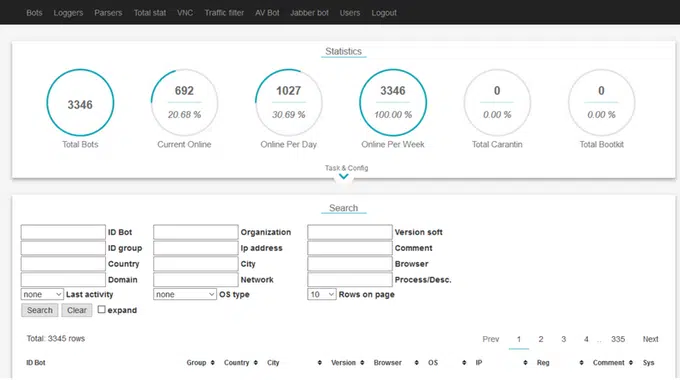 Bots Loggers Parsers Total stat VNC Traffic filter AV Bot Jabber bot Users Logout
Statistics
3346 692 1027 3346 0 0
20.68 % 30.69 % 100.00 % 0.00 % 0.00 %
Total Bots Current Online Online Per Day Online Per Week Total Carantin Total Bootkit
Task & Config
Search
ID Bot Organization Version soft
ID group Ip address Comment
Country City Browser
Domain Network Process/Desc.
none Last activity none OS type 10 Rows on page
Search Clear expand
Total: 3345 rows Prev 1 2 3 4 .. 335 Next
ID Bot Group Country City Version Browser OS IP Reg Comment Sys